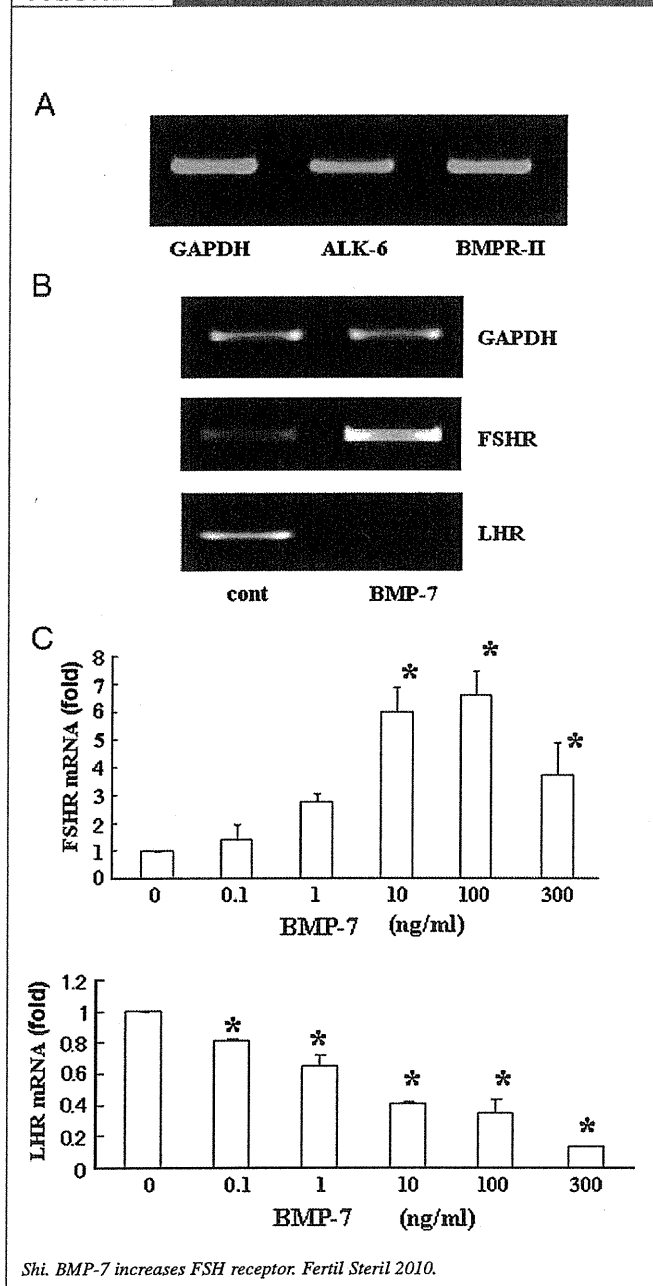 A
GAPDH ALK-6 BMPR-II
B
GAPDH
FSHR
LHR
cont BMP-7
C
FSHR mRNA (fold)
8
7
6
5
4
3
2
1
0
* * *
0 0.1 1 10 100 300
BMP-7 (ng/ml)
LHR mRNA (fold)
1.2
1
0.8
0.6
0.4
0.2
0
* * * * *
0 0.1 1 10 100 300
BMP-7 (ng/ml)
Shi. BMP-7 increases FSH receptor. Fertil Steril 2010.